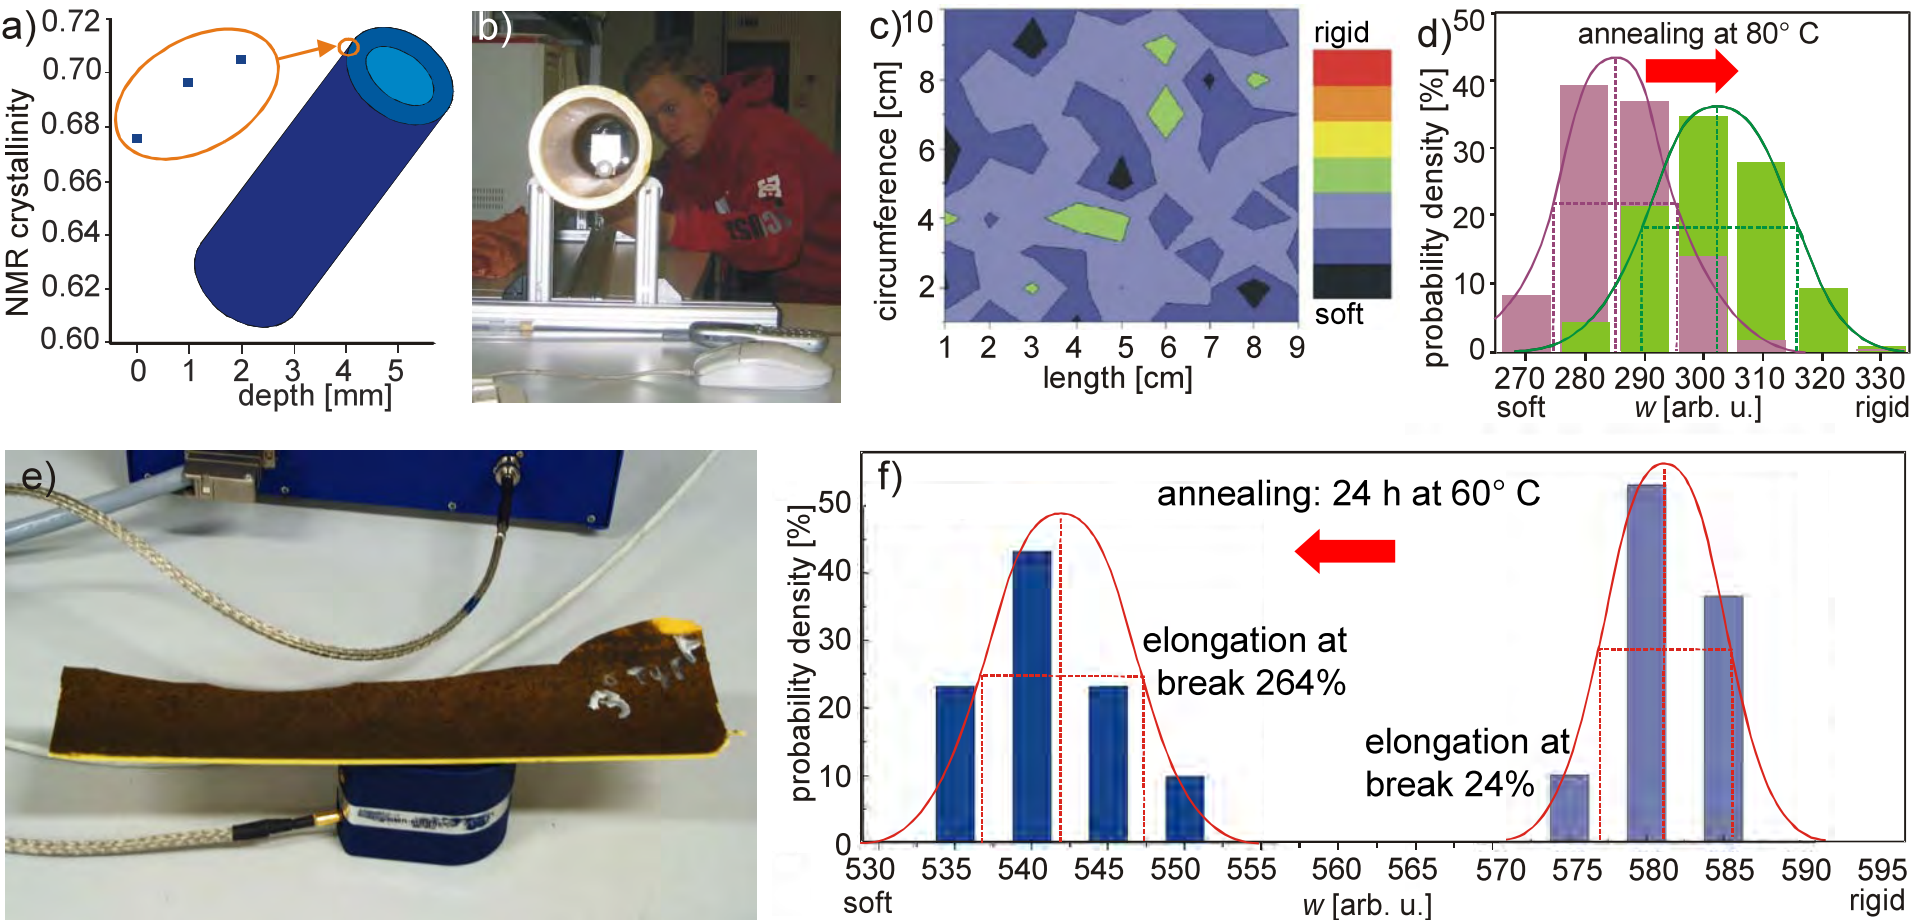 a)
0.72
0.70
0.68
0.66
0.64
0.62
0.60
NMR crystallinity
0 1 2 3 4 5
depth [mm]
b)
DC
c)
10
8
6
4
2
circumference [cm]
1 2 3 4 5 6 7 8 9
length [cm]
rigid
soft
d)
annealing at 80° C
50
40
30
20
10
0
probability density [%]
270 280 290 300 310 320 330
soft w [arb. u.] rigid
e)
f)
annealing: 24 h at 60° C
50
40
30
20
10
0
probability density [%]
elongation at
break 264%
elongation at
break 24%
530 535 540 545 550 555 560 565 570 575 580 585 590 595
soft w [arb. u.] rigid